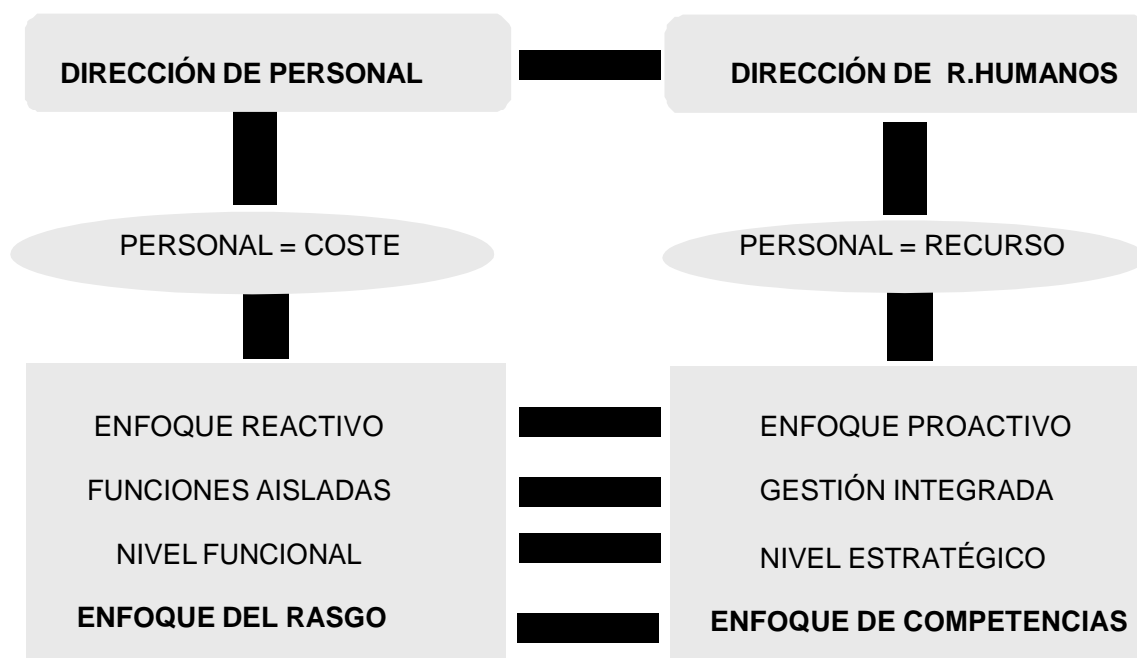 DIRECCIÓN DE PERSONAL
DIRECCIÓN DE R.HUMANOS
PERSONAL = COSTE
PERSONAL = RECURSO
ENFOQUE REACTIVO
ENFOQUE PROACTIVO
FUNCIONES AISLADAS
GESTIÓN INTEGRADA
NIVEL FUNCIONAL
NIVEL ESTRATÉGICO
ENFOQUE DEL RASGO
ENFOQUE DE COMPETENCIAS